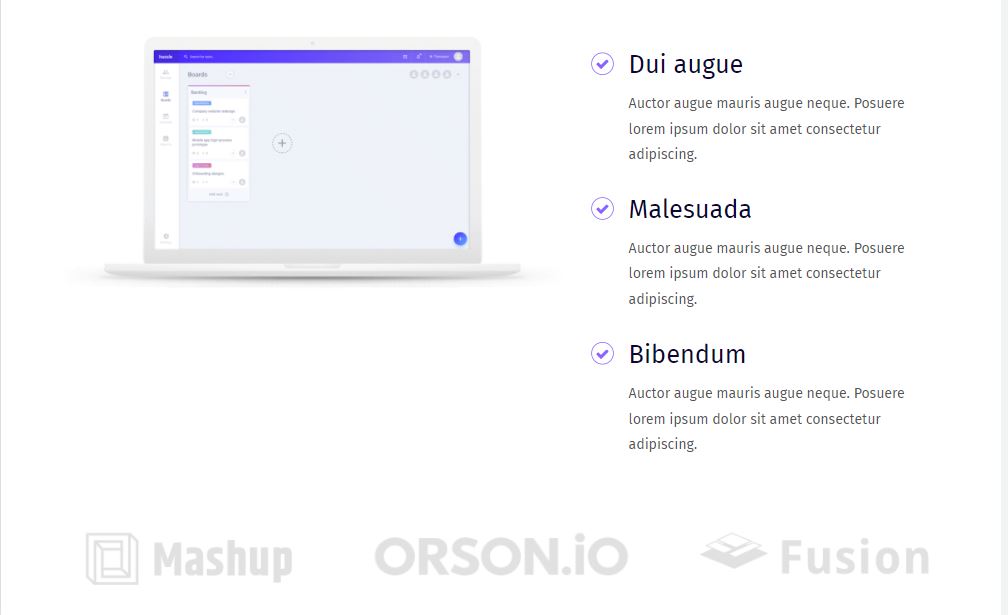 Boards
Backlog
Company website redesign
Mobile app login process
prototype
Onboarding designs
Add card
Dui augue
Auctor augue mauris augue neque. Posuere
lorem ipsum dolor sit amet consectetur
adipiscing.
Malesuada
Auctor augue mauris augue neque. Posuere
lorem ipsum dolor sit amet consectetur
adipiscing.
Bibendum
Auctor augue mauris augue neque. Posuere
lorem ipsum dolor sit amet consectetur
adipiscing.
Mashup
ORSON.iO
Fusion